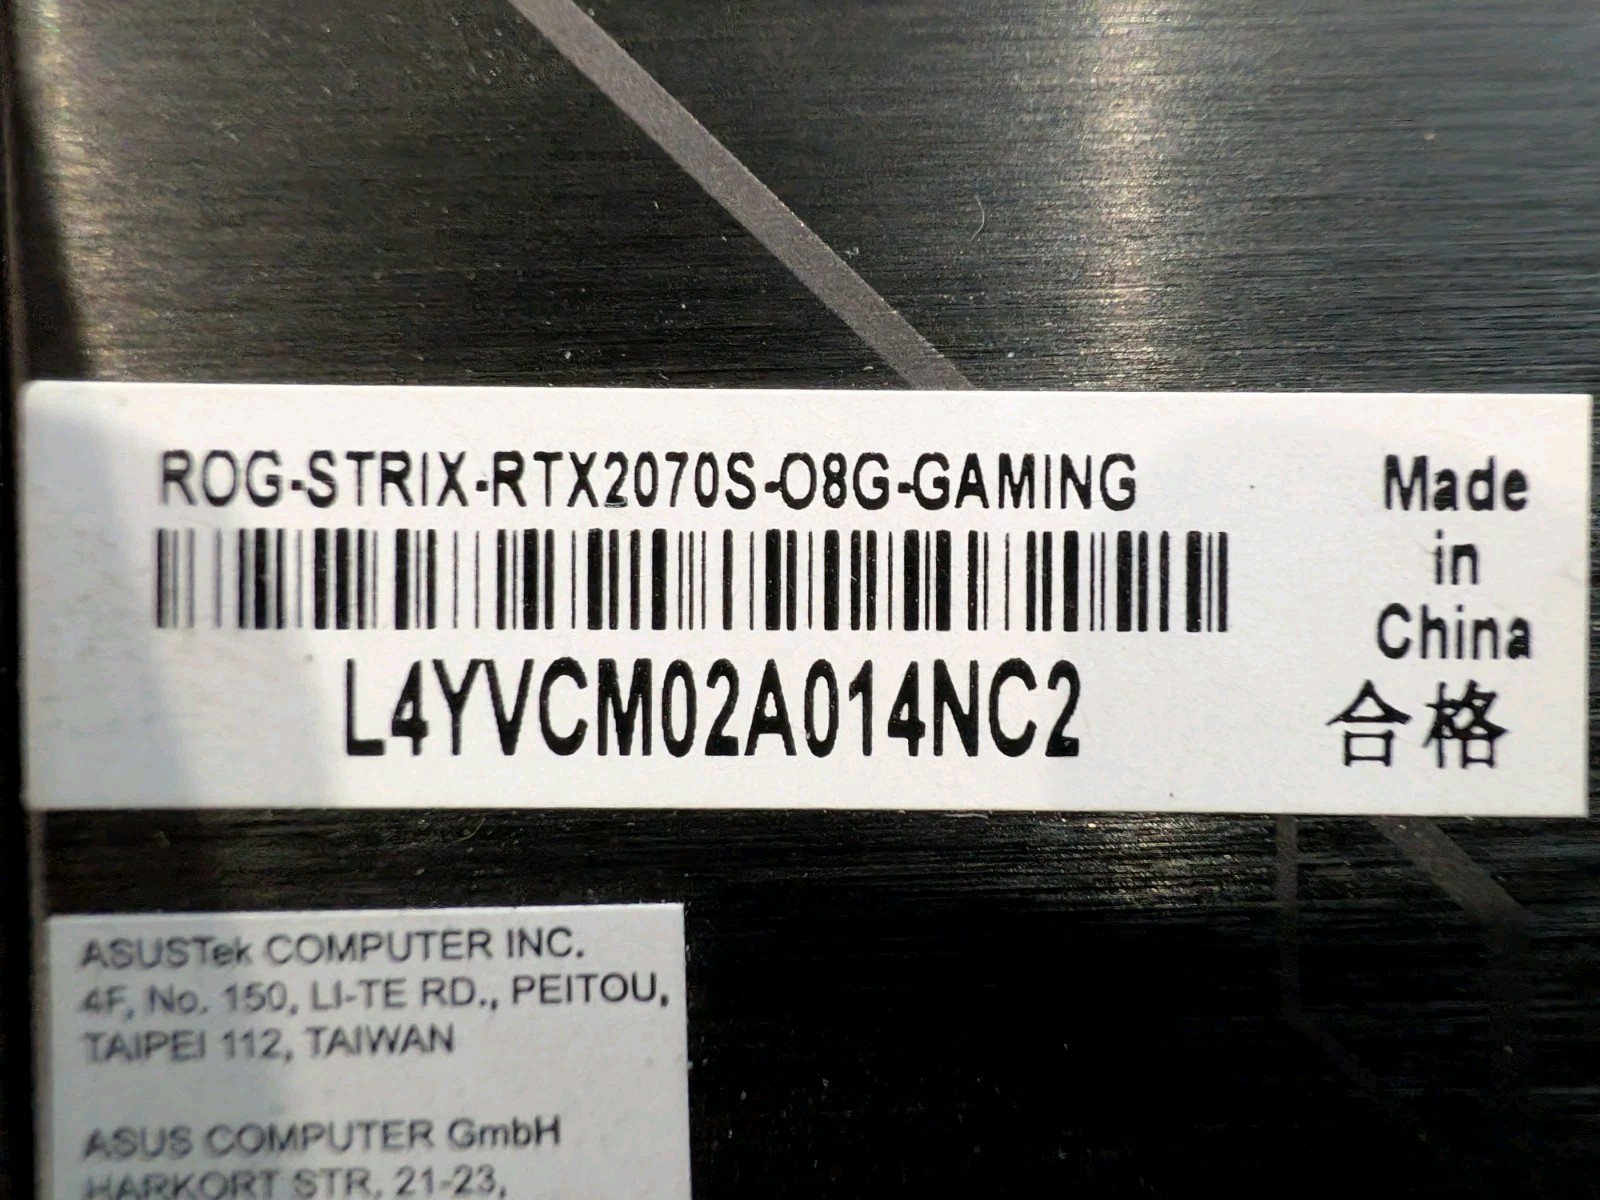 ROG-STRIX-RTX2070S-O8G-GAMING
L4YVCM02A014NC2
Made
in
China
合格
ASUSTek COMPUTER INC.
4F, No. 150, LI-TE RD., PEITOU,
TAIPEI 112, TAIWAN
ASUS COMPUTER GmbH
HARKORT STR. 21-23,